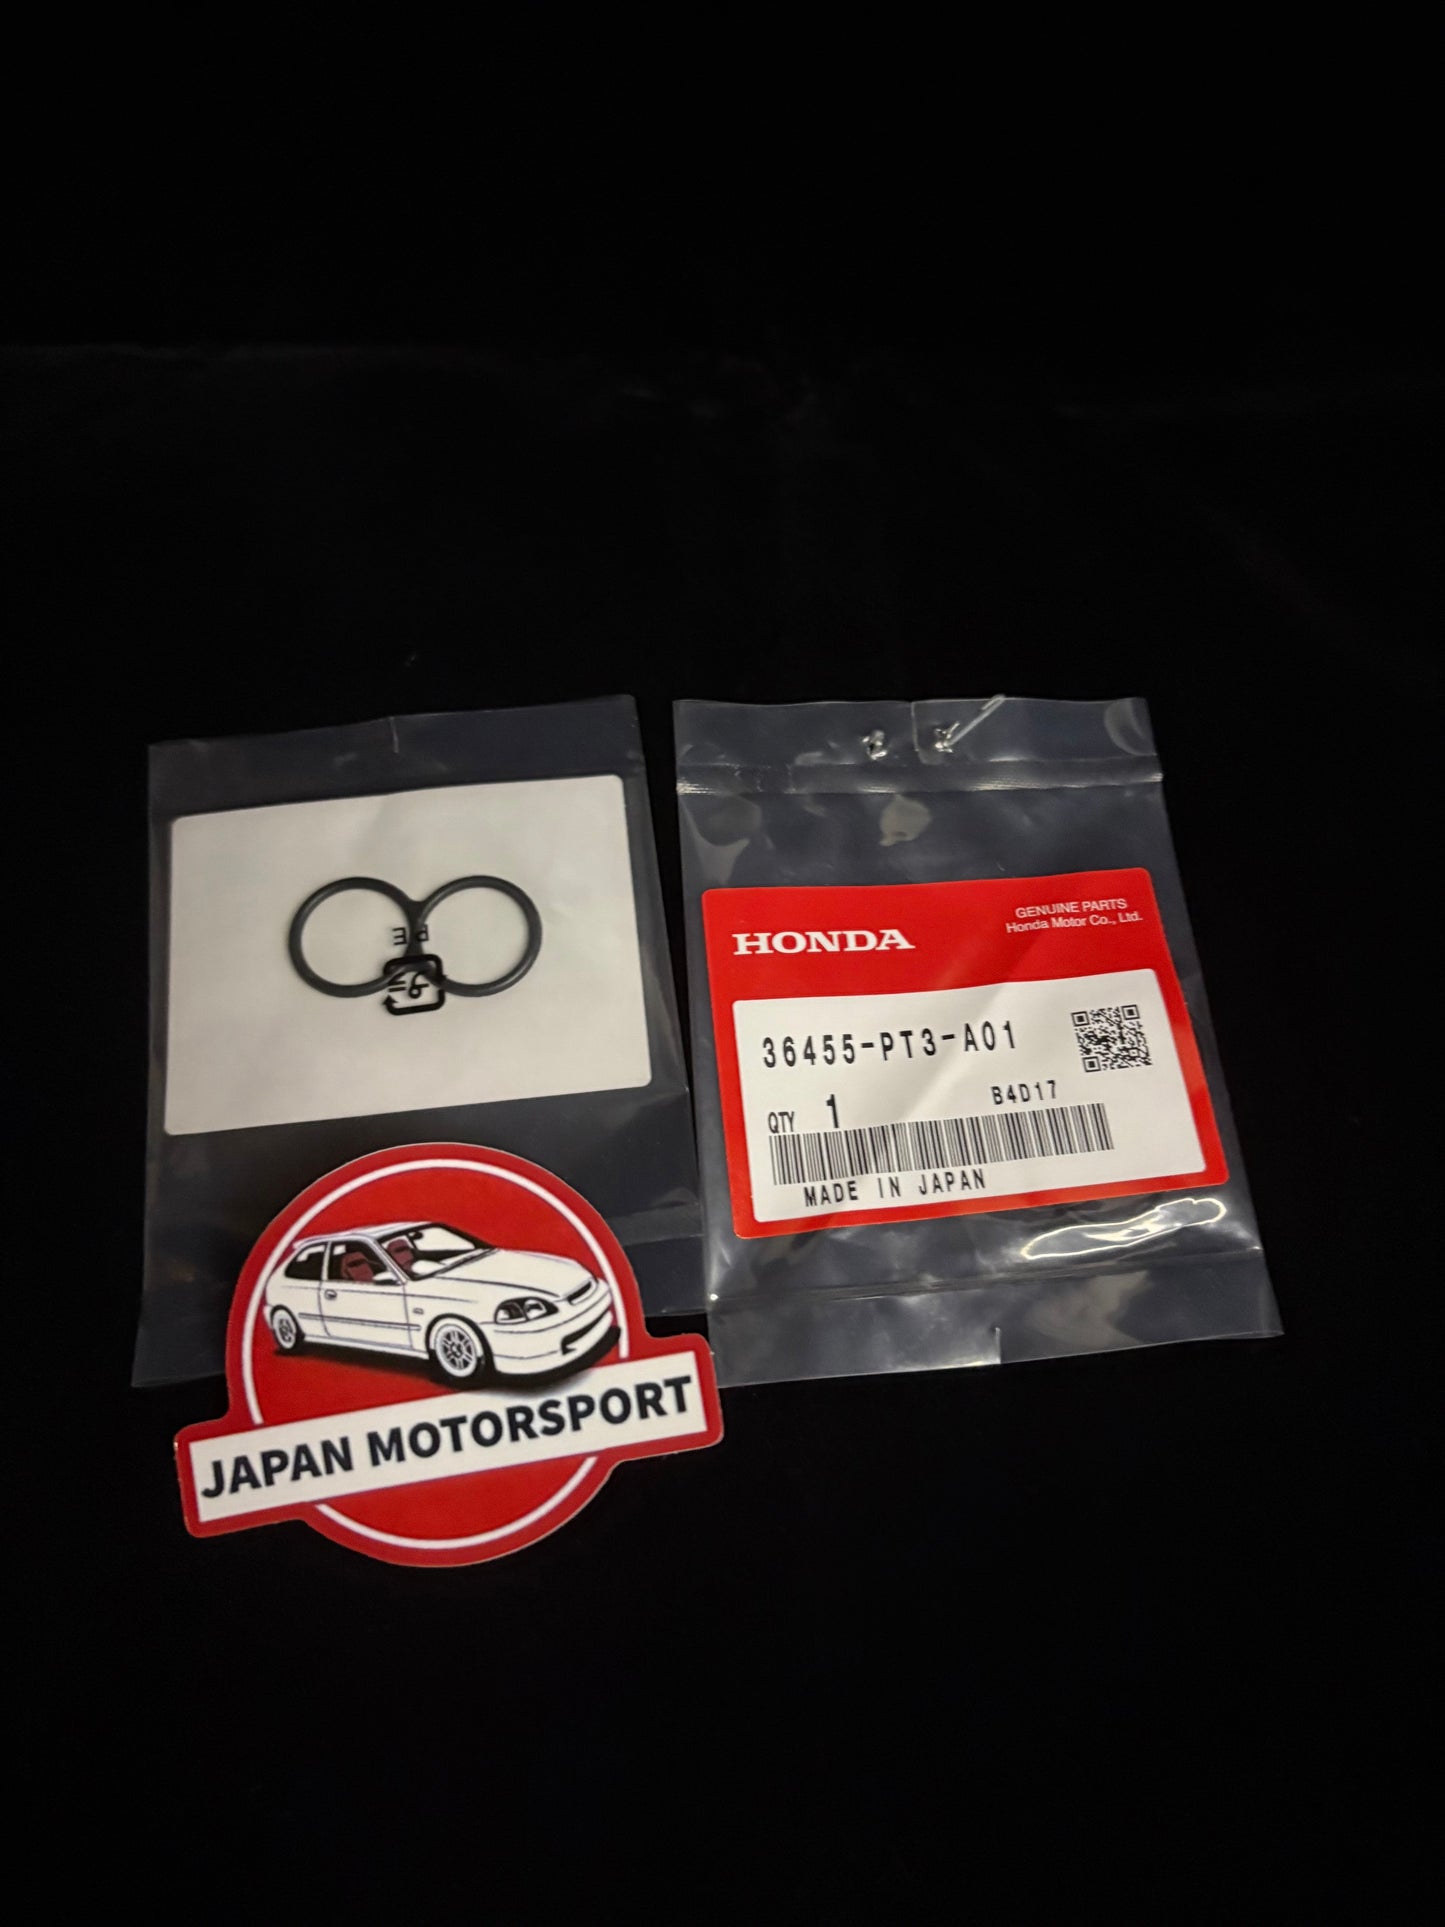 PE
HONDA
GENUINE PARTS
Honda Motor Co., Ltd.
36455-PT3-A01
QTY 1
B4D17
MADE IN JAPAN
JAPAN MOTORSPORT